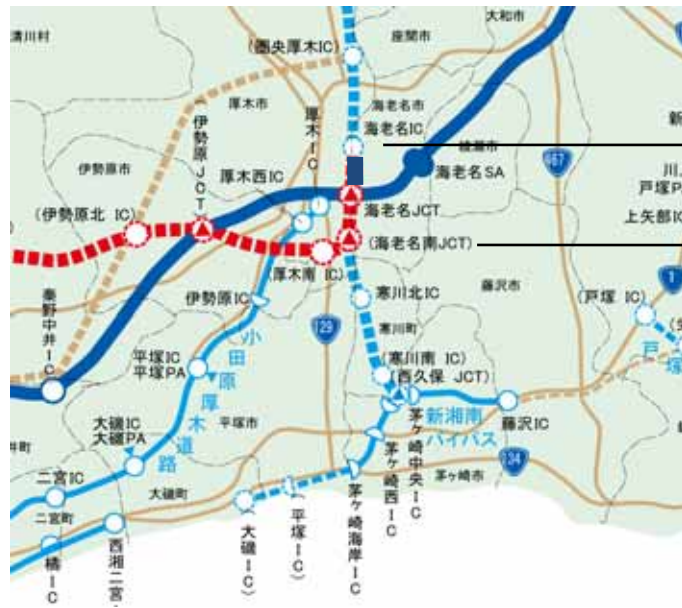 清川村
(圏央厚木IC)
座間市
大和市
厚木市
厚木IC
海老名市
海老名IC
綾瀬市
伊勢原JCT
伊勢原市
厚木西IC
海老名SA
467
戸塚P
上矢部IC
海老名JCT
(伊勢原北 IC)
(海老名南JCT)
(厚木南 IC)
秦野中井IC
伊勢原IC
寒川北IC
藤沢市
(戸塚 IC)
1
129
寒川町
小田原厚木道路
平塚IC
平塚PA
(寒川南 IC)
(西久保 JCT)
戸塚
新湘南
バイパス
藤沢IC
大磯IC
大磯PA
平塚市
茅ヶ崎中央IC
茅ヶ崎西IC
134
茅ヶ崎市
二宮IC
大磯町
二宮町
茅ヶ崎海岸IC
(平塚IC)
大磯IC)
西湘二宮
橘IC
井町